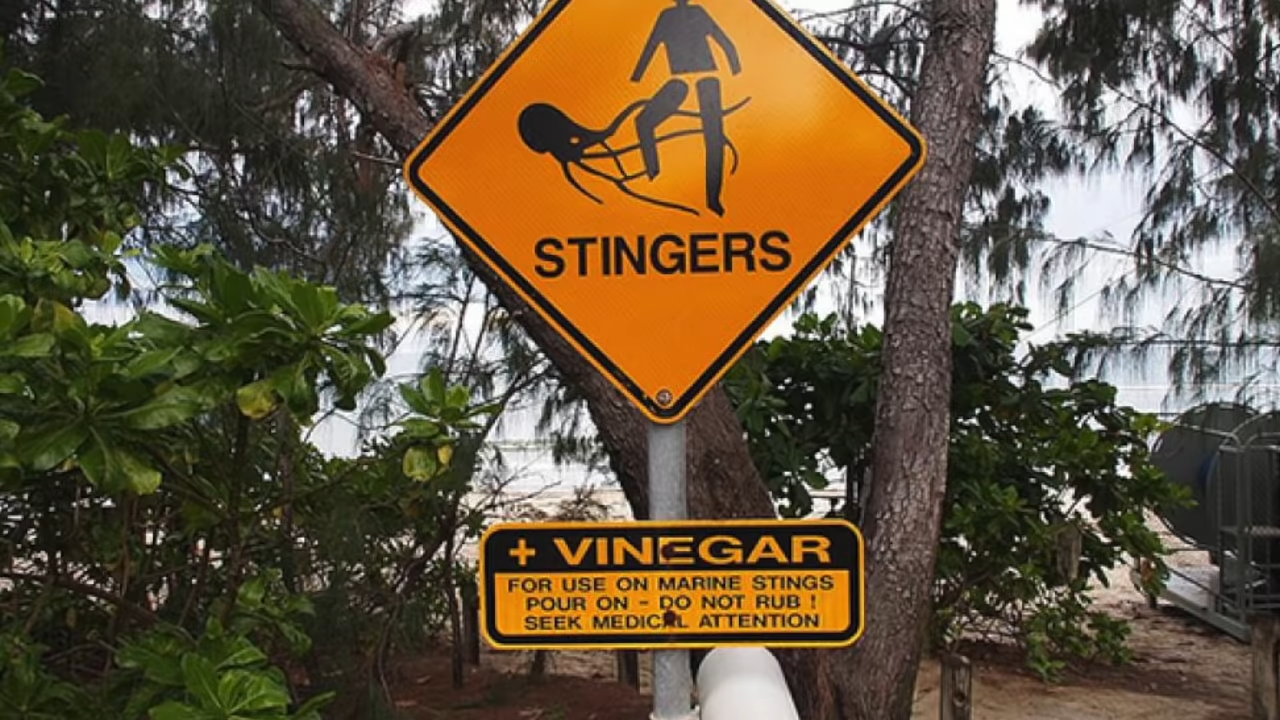 STINGERS
+ VINEGAR
FOR USE ON MARINE STINGS
POUR ON - DO NOT RUB !
SEEK MEDICAL ATTENTION